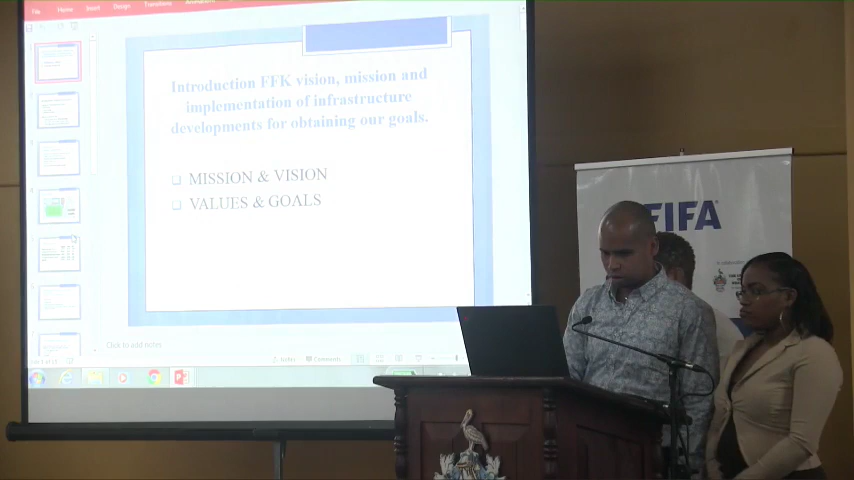 File Home Insert Design Transitions
Introduction FFK vision, mission and
implementation of infrastructure
developments for obtaining our goals.
MISSION & VISION
VALUES & GOALS
Click to add notes
Notes Comments
FIFA®